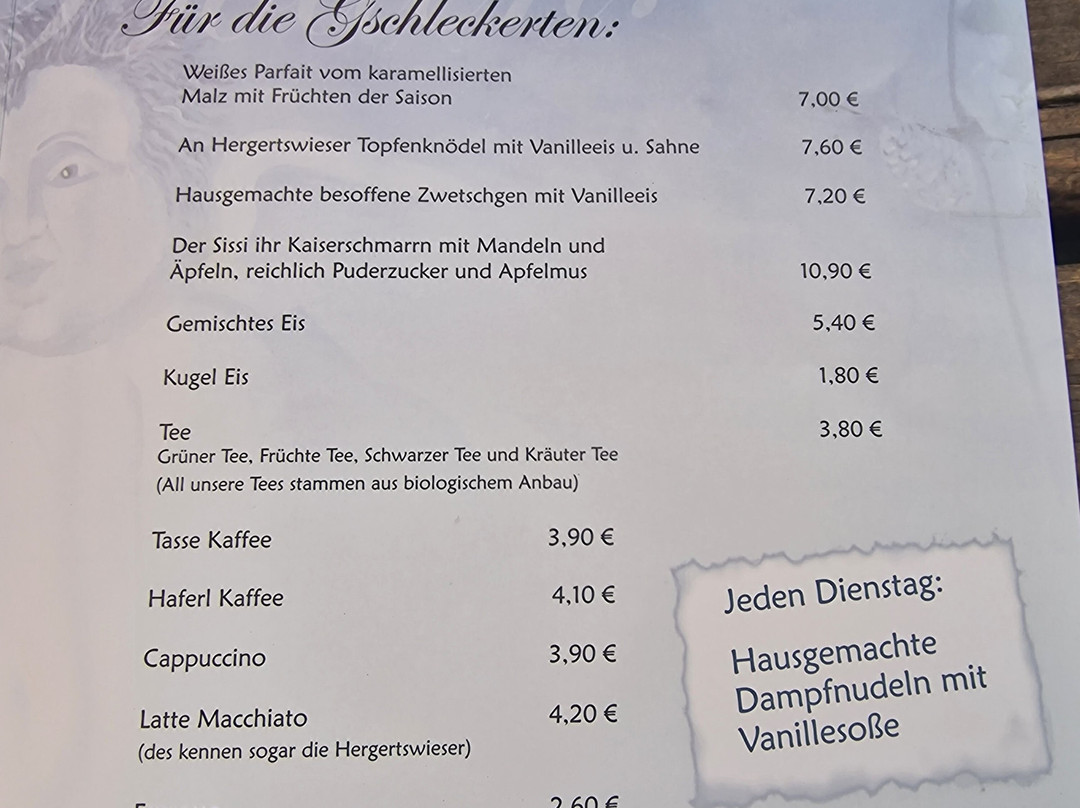 Für die Gschleckerten:
Weißes Parfait vom karamellisierten
Malz mit Früchten der Saison 7,00 €
An Hergertswieser Topfenknödel mit Vanilleeis u. Sahne 7,60 €
Hausgemachte besoffene Zwetschgen mit Vanilleeis 7,20 €
Der Sissi ihr Kaiserschmarrn mit Mandeln und
Äpfeln, reichlich Puderzucker und Apfelmus 10,90 €
Gemischtes Eis 5,40 €
Kugel Eis 1,80 €
Tee 3,80 €
Grüner Tee, Früchte Tee, Schwarzer Tee und Kräuter Tee
(All unsere Tees stammen aus biologischem Anbau)
Tasse Kaffee 3,90 €
Haferl Kaffee 4,10 €
Cappuccino 3,90 €
Latte Macchiato 4,20 €
(des kennen sogar die Hergertswieser)
2,60 €
Jeden Dienstag:
Hausgemachte
Dampfnudeln mit
Vanillesoße